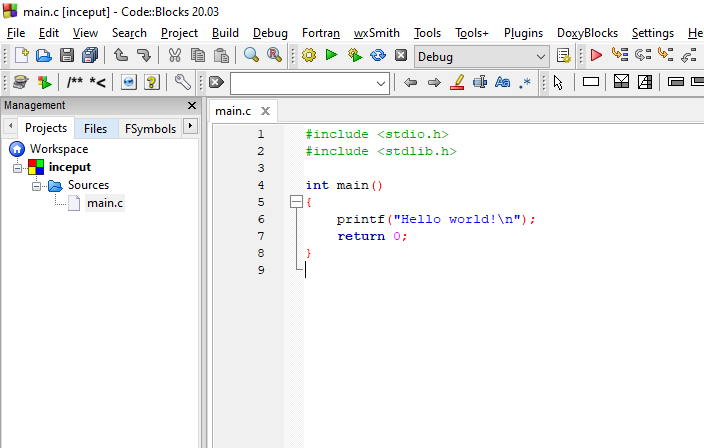 main.c [inceput] - Code::Blocks 20.03
File Edit View Search Project Build Debug Fortran wxSmith Tools Tools+ Plugins DoxyBlocks Settings He
Debug
/** *<
Aa .*
Management
Projects Files FSymbols
Workspace
inceput
Sources
main.c
main.c
1 #include <stdio.h>
2 #include <stdlib.h>
3
4 int main()
5 {
6 printf("Hello world!\n");
7 return 0;
8 }
9